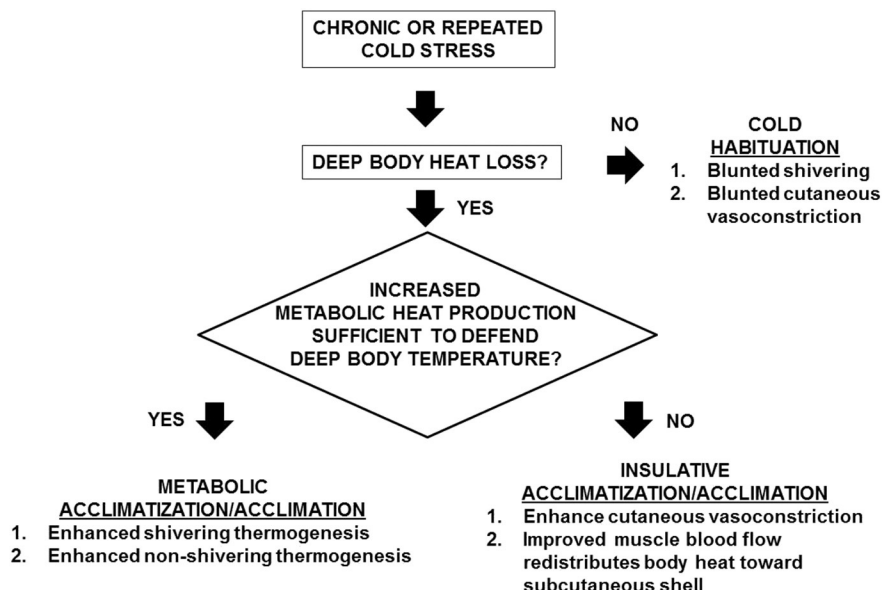 CHRONIC OR REPEATED
COLD STRESS
DEEP BODY HEAT LOSS?
NO
COLD
HABITUATION
1. Blunted shivering
2. Blunted cutaneous
vasoconstriction
YES
INCREASED
METABOLIC HEAT PRODUCTION
SUFFICIENT TO DEFEND
DEEP BODY TEMPERATURE?
YES
METABOLIC
ACCLIMATIZATION/ACCLIMATION
1. Enhanced shivering thermogenesis
2. Enhanced non-shivering thermogenesis
NO
INSULATIVE
ACCLIMATIZATION/ACCLIMATION
1. Enhance cutaneous vasoconstriction
2. Improved muscle blood flow
redistributes body heat toward
subcutaneous shell